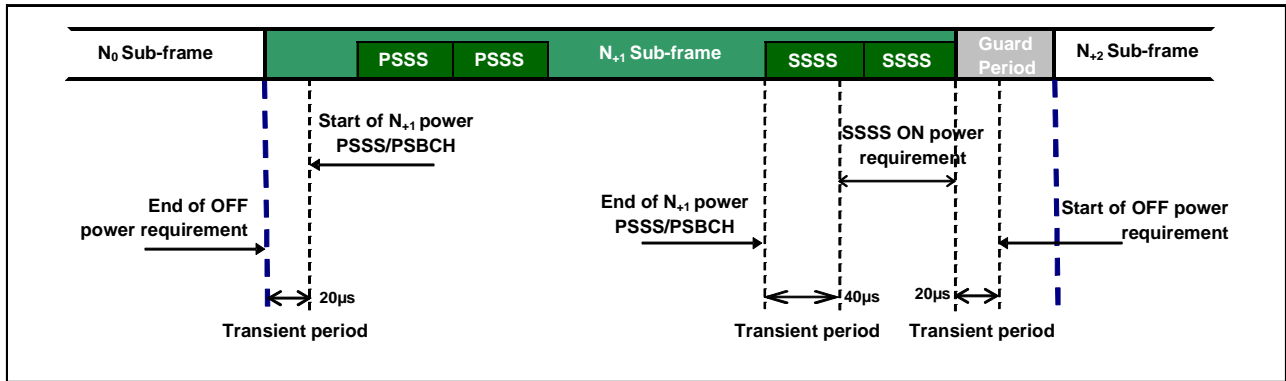 N₀ Sub-frame
PSSS
PSSS
N₊₁ Sub-frame
SSSS
SSSS
Guard
Period
N₊₂ Sub-frame
Start of N₊₁ power
PSSS/PSBCH
SSSS ON power
requirement
End of OFF
power requirement
End of N₊₁ power
PSSS/PSBCH
Start of OFF power
requirement
20µs
40µs
20µs
Transient period
Transient period
Transient period